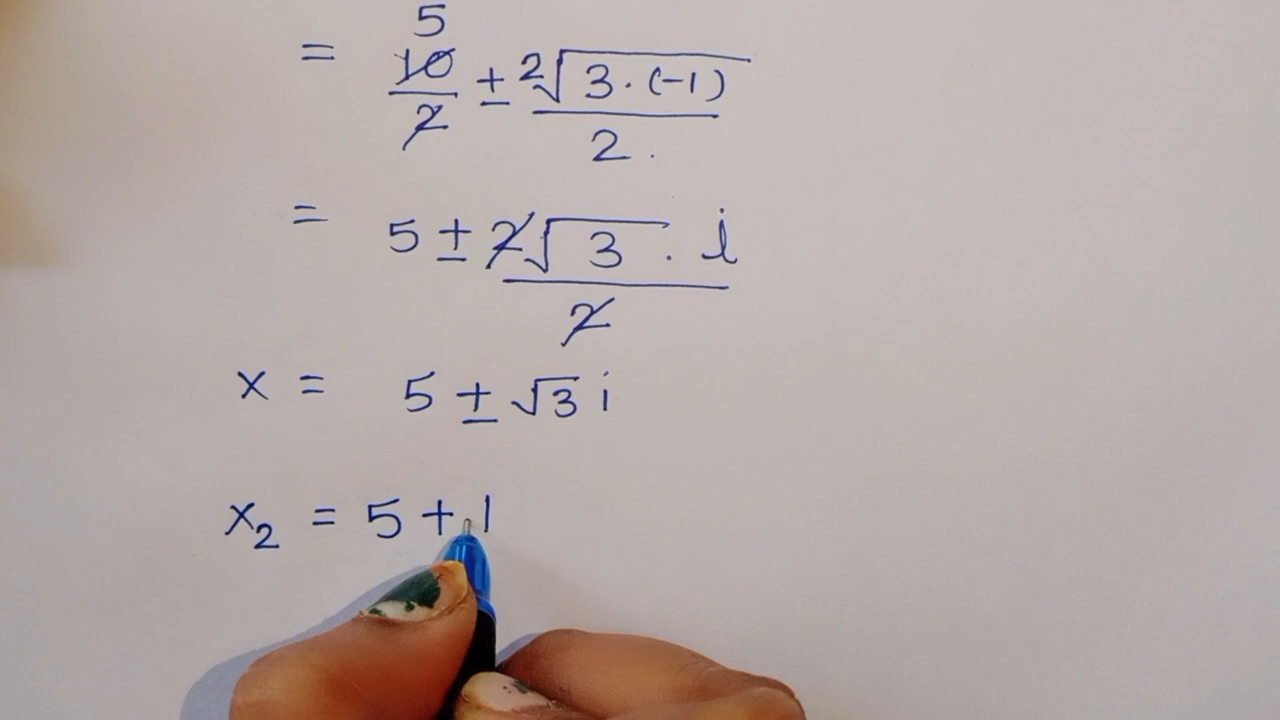 5
= 10/2 ± 2√3·(-1)/2.
= 5 ± 2√3 · i/2
x = 5 ± √3 i
x₂ = 5 + 1